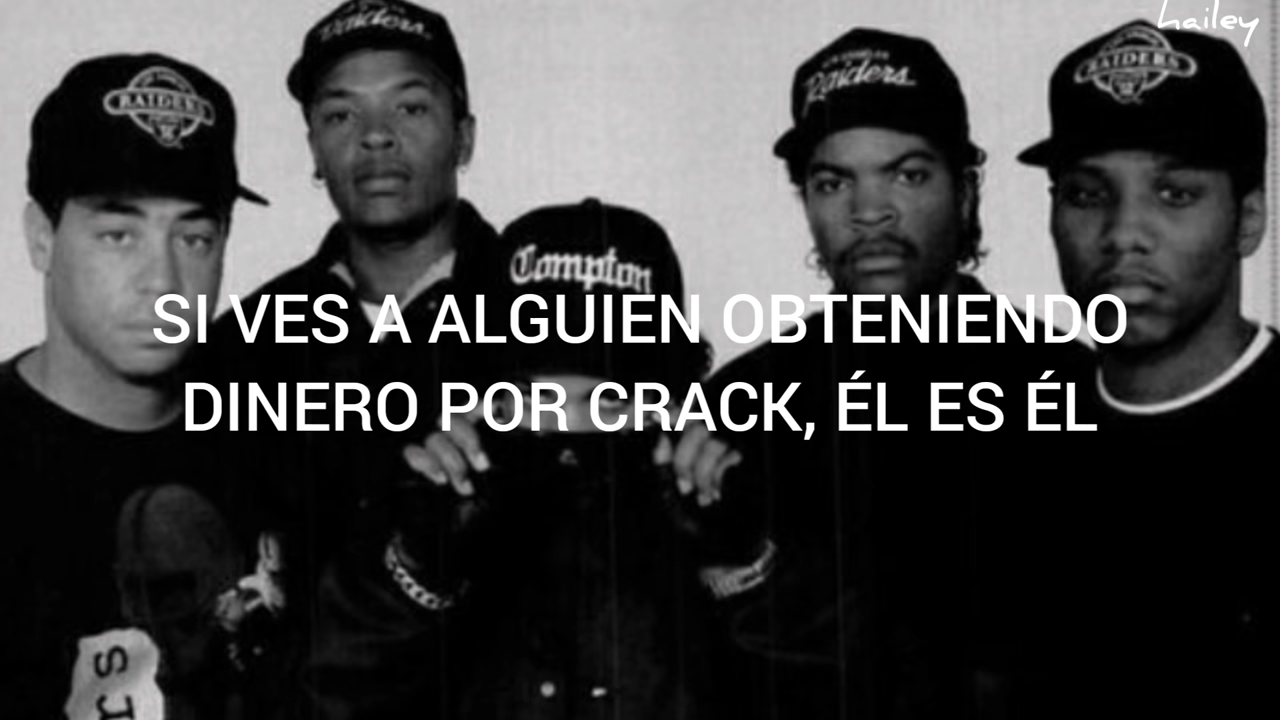 hailey
Raiders
Raiders
RAIDERS
RAIDERS
Compton
SI VES A ALGUIEN OBTENIENDO
DINERO POR CRACK, ÉL ES ÉL
S I